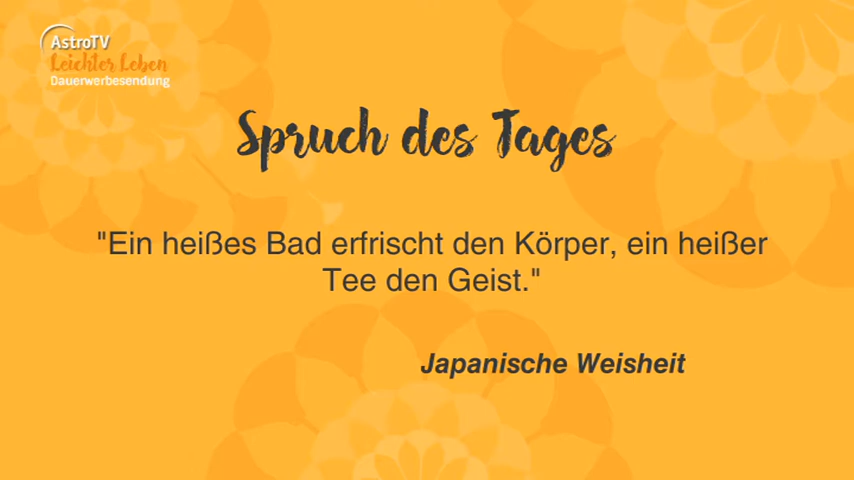 AstroTV
Leichter Leben
Dauerwerbesendung
Spruch des Tages
"Ein heißes Bad erfrischt den Körper, ein heißer
Tee den Geist."
Japanische Weisheit